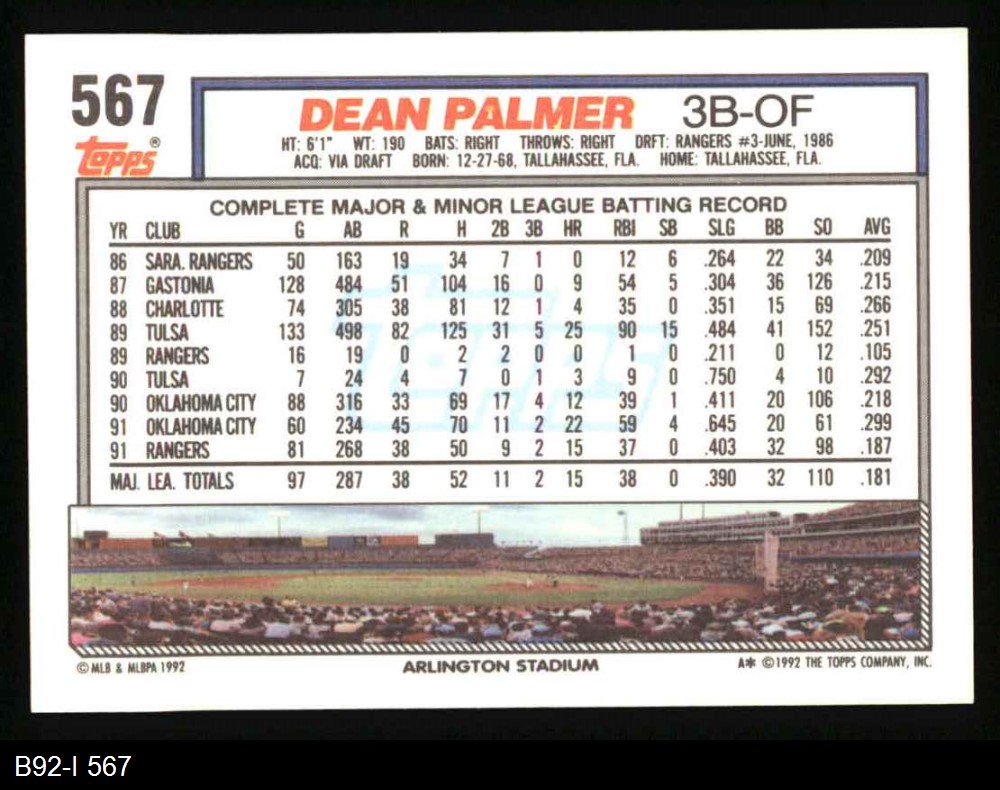 567
Topps®
DEAN PALMER 3B-OF
HT: 6'1" WT: 190 BATS: RIGHT THROWS: RIGHT DRFT: RANGERS #3-JUNE, 1986
ACQ: VIA DRAFT BORN: 12-27-68, TALLAHASSEE, FLA. HOME: TALLAHASSEE, FLA.
COMPLETE MAJOR & MINOR LEAGUE BATTING RECORD
YR CLUB G AB R H 2B 3B HR RBI SB SLG BB SO AVG
86 SARA. RANGERS 50 163 19 34 7 1 0 12 6 .264 22 34 .209
87 GASTONIA 128 484 51 104 16 0 9 54 5 .304 36 126 .215
88 CHARLOTTE 74 305 38 81 12 1 4 35 0 .351 15 69 .266
89 TULSA 133 498 82 125 31 5 25 90 15 .484 41 152 .251
89 RANGERS 16 19 0 2 2 0 0 1 0 .211 0 12 .105
90 TULSA 7 24 4 7 0 1 3 9 0 .750 4 10 .292
90 OKLAHOMA CITY 88 316 33 69 17 4 12 39 1 .411 20 106 .218
91 OKLAHOMA CITY 60 234 45 70 11 2 22 59 4 .645 20 61 .299
91 RANGERS 81 268 38 50 9 2 15 37 0 .403 32 98 .187
MAJ. LEA. TOTALS 97 287 38 52 11 2 15 38 0 .390 32 110 .181
Topps
© MLB & MLBPA 1992 ARLINGTON STADIUM A* © 1992 THE TOPPS COMPANY, INC.
B92-I 567